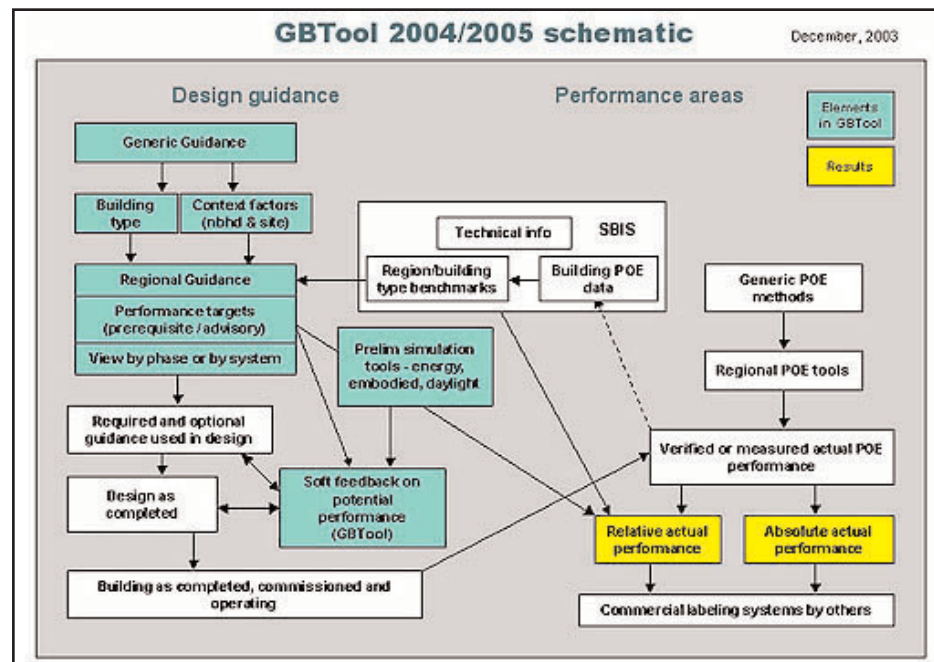 GBTool 2004/2005 schematic
December, 2003
Design guidance
Performance areas
Elements
in GBTool
Results
Generic Guidance
Building
type
Context factors
(nbhd & site)
Regional Guidance
Performance targets
(prerequisite / advisory)
View by phase or by system
Technical info
SBIS
Region/building
type benchmarks
Building POE
data
Generic POE
methods
Prelim simulation
tools - energy,
embodied, daylight
Regional POE tools
Required and optional
guidance used in design
Verified or measured actual POE
performance
Design as
completed
Soft feedback on
potential
performance
(GBTool)
Relative actual
performance
Absolute actual
performance
Building as completed, commissioned and
operating
Commercial labeling systems by others